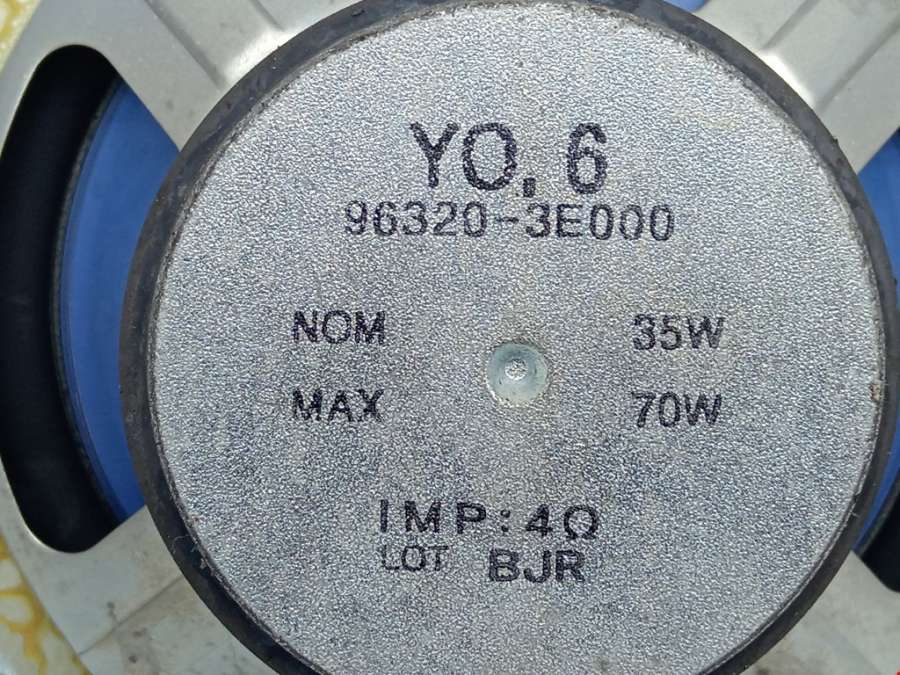 YO. 6
96320-3E000
NOM 35W
MAX 70W
IMP: 4Ω
LOT BJR